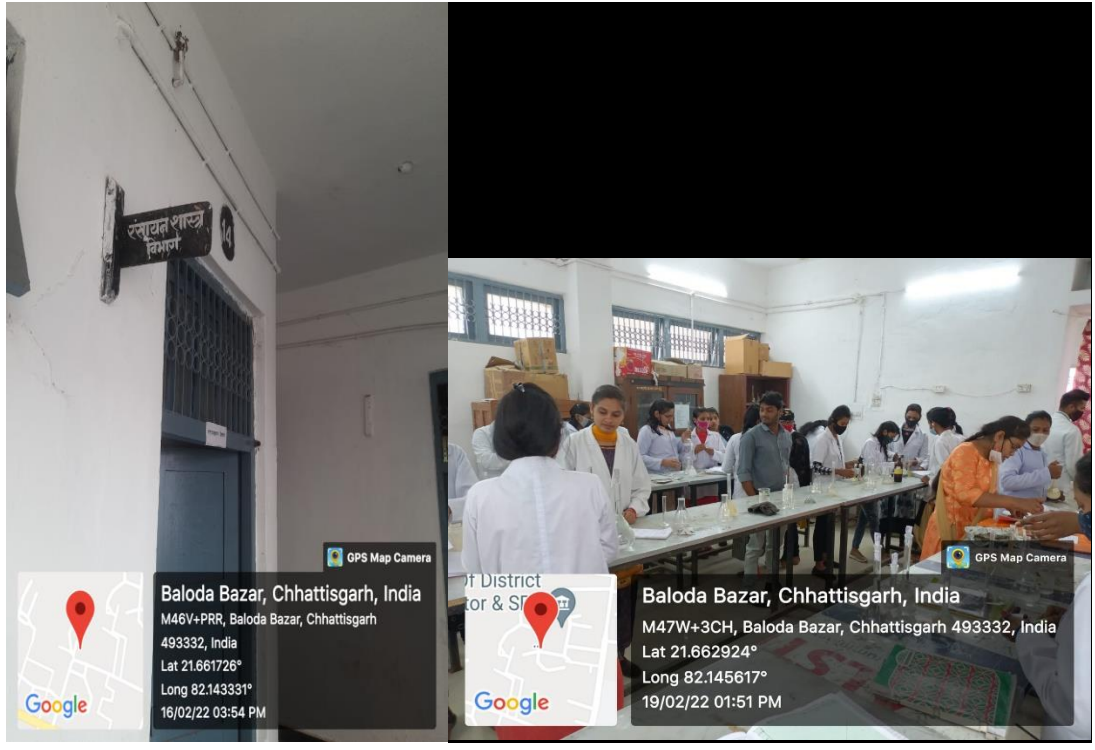 रसायन शास्त्र
विभाग
14
GPS Map Camera
Baloda Bazar, Chhattisgarh, India
M46V+PRR, Baloda Bazar, Chhattisgarh
493332, India
Lat 21.661726°
Long 82.143331°
16/02/22 03:54 PM
Google
GPS Map Camera
Baloda Bazar, Chhattisgarh, India
M47W+3CH, Baloda Bazar, Chhattisgarh 493332, India
Lat 21.662924°
Long 82.145617°
19/02/22 01:51 PM
of District
tor & SP
Google